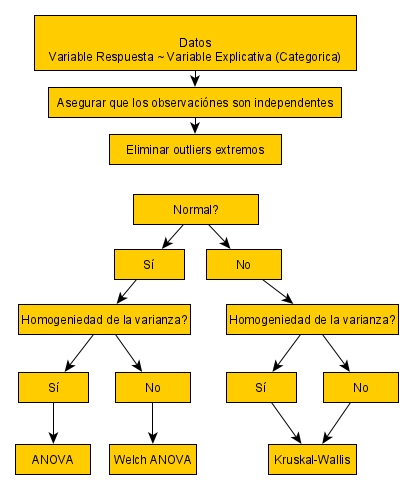 Datos
Variable Respuesta ~ Variable Explicativa (Categorica)
Asegurar que los observaciónes son independentes
Eliminar outliers extremos
Normal?
Sí
No
Homogeniedad de la varianza?
Homogeniedad de la varianza?
Sí
No
Sí
No
ANOVA
Welch ANOVA
Kruskal-Wallis